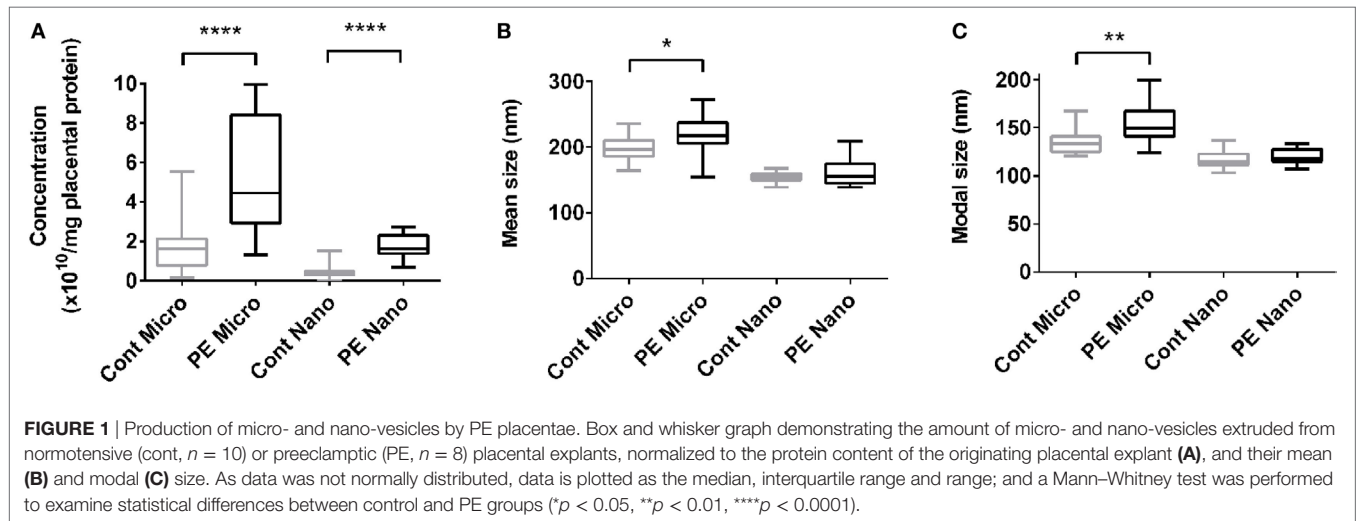 A
****
****
Concentration
(x10¹⁰/mg placental protein)
10
8
6
4
2
0
Cont Micro
PE Micro
Cont Nano
PE Nano
B
*
Mean size (nm)
300
200
100
0
Cont Micro
PE Micro
Cont Nano
PE Nano
C
**
Modal size (nm)
200
150
100
50
0
Cont Micro
PE Micro
Cont Nano
PE Nano
FIGURE 1 | Production of micro- and nano-vesicles by PE placentae. Box and whisker graph demonstrating the amount of micro- and nano-vesicles extruded from
normotensive (cont, n = 10) or preeclamptic (PE, n = 8) placental explants, normalized to the protein content of the originating placental explant (A), and their mean
(B) and modal (C) size. As data was not normally distributed, data is plotted as the median, interquartile range and range; and a Mann–Whitney test was performed
to examine statistical differences between control and PE groups (*p < 0.05, **p < 0.01, ****p < 0.0001).